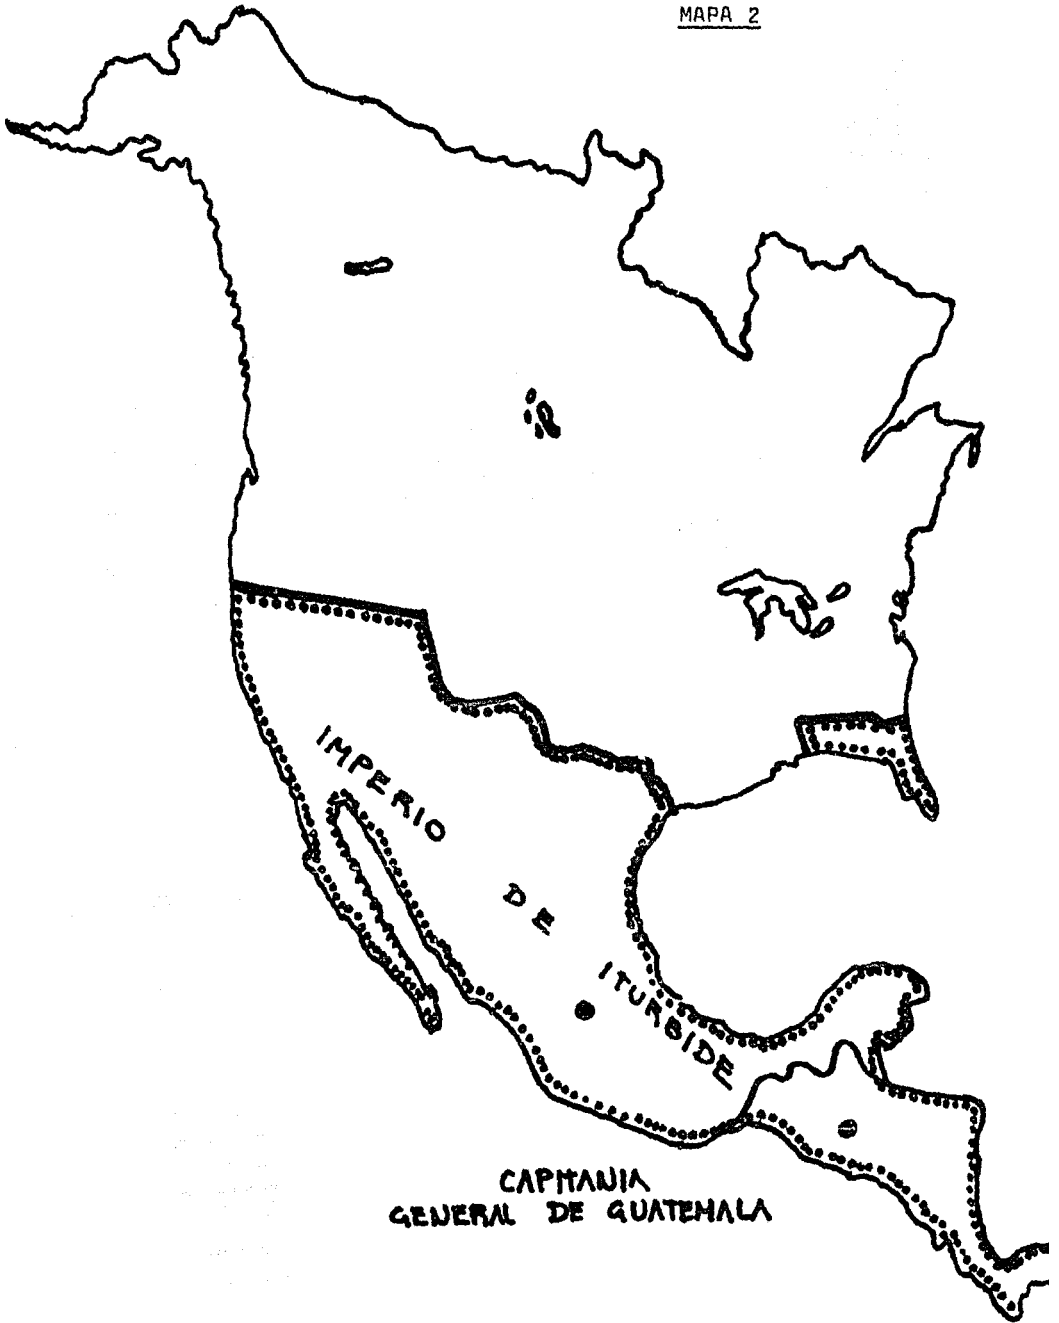 MAPA 2
IMPERIO
DE
ITURBIDE
CAPITANIA
GENERAL DE GUATEMALA